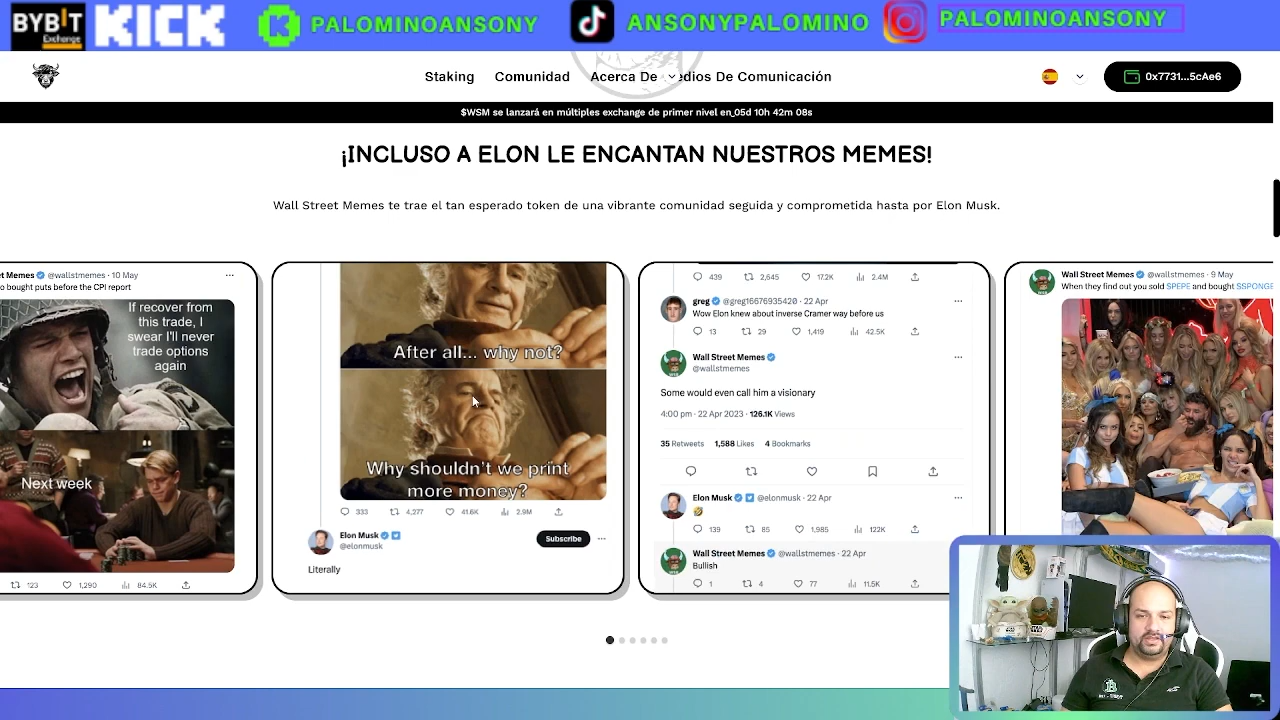 BYBIT
Exchange
KICK
PALOMINOANSONY
ANSONYPALOMINO
PALOMINOANSONY
Staking
Comunidad
Acerca De
edios De Comunicación
0x7731...5cAe6
$WSM se lanzará en múltiples exchange de primer nivel en 05d 10h 42m 08s
¡INCLUSO A ELON LE ENCANTAN NUESTROS MEMES!
Wall Street Memes te trae el tan esperado token de una vibrante comunidad seguida y comprometida hasta por Elon Musk.
et Memes @wallstmemes · 10 May
o bought puts before the CPI report
If recover from
this trade, I
swear I'll never
trade options
again
Next week
123
1,290
84.5K
After all... why not?
Why shouldn't we print
more money?
333
4,277
41.6K
2.9M
Elon Musk
@elonmusk
Subscribe
Literally
439
2,645
17.2K
2.4M
greg @greg16676935420 · 22 Apr
Wow Elon knew about inverse Cramer way before us
13
29
1,419
42.5K
Wall Street Memes
@wallstmemes
Some would even call him a visionary
4:00 pm · 22 Apr 2023 · 126.1K Views
35 Retweets 1,588 Likes 4 Bookmarks
Elon Musk @elonmusk · 22 Apr
139
85
1,985
122K
Wall Street Memes @wallstmemes · 22 Apr
Bullish
1
4
77
11.5K
Wall Street Memes @wallstmemes · 9 May
When they find out you sold $PEPE and bought $SPONGE